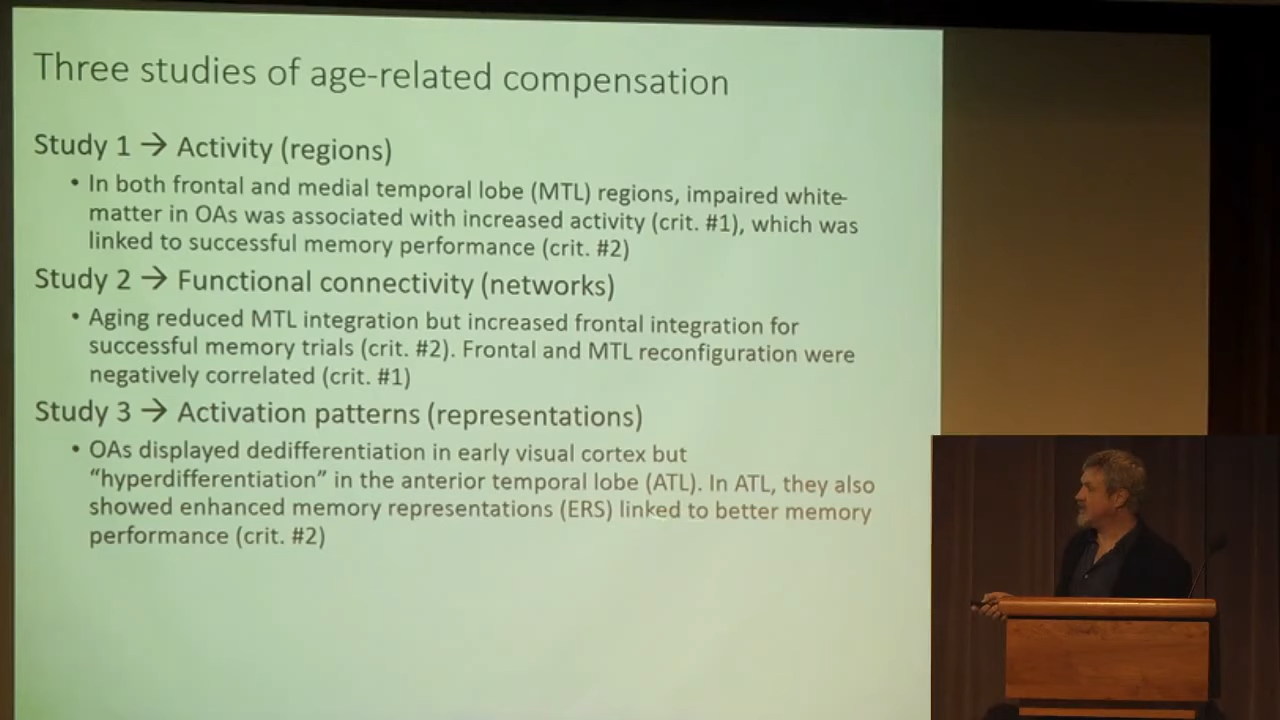 Three studies of age-related compensation
Study 1 → Activity (regions)
• In both frontal and medial temporal lobe (MTL) regions, impaired white-
matter in OAs was associated with increased activity (crit. #1), which was
linked to successful memory performance (crit. #2)
Study 2 → Functional connectivity (networks)
• Aging reduced MTL integration but increased frontal integration for
successful memory trials (crit. #2). Frontal and MTL reconfiguration were
negatively correlated (crit. #1)
Study 3 → Activation patterns (representations)
• OAs displayed dedifferentiation in early visual cortex but
“hyperdifferentiation” in the anterior temporal lobe (ATL). In ATL, they also
showed enhanced memory representations (ERS) linked to better memory
performance (crit. #2)